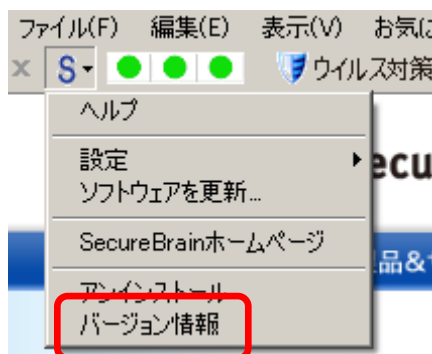 ファイル(F) 編集(E) 表示(V) お気に
× S ウイルス対策
ヘルプ
設定
ecu
ソフトウェアを更新...
SecureBrainホームページ
製品&
アンインストール
バージョン情報